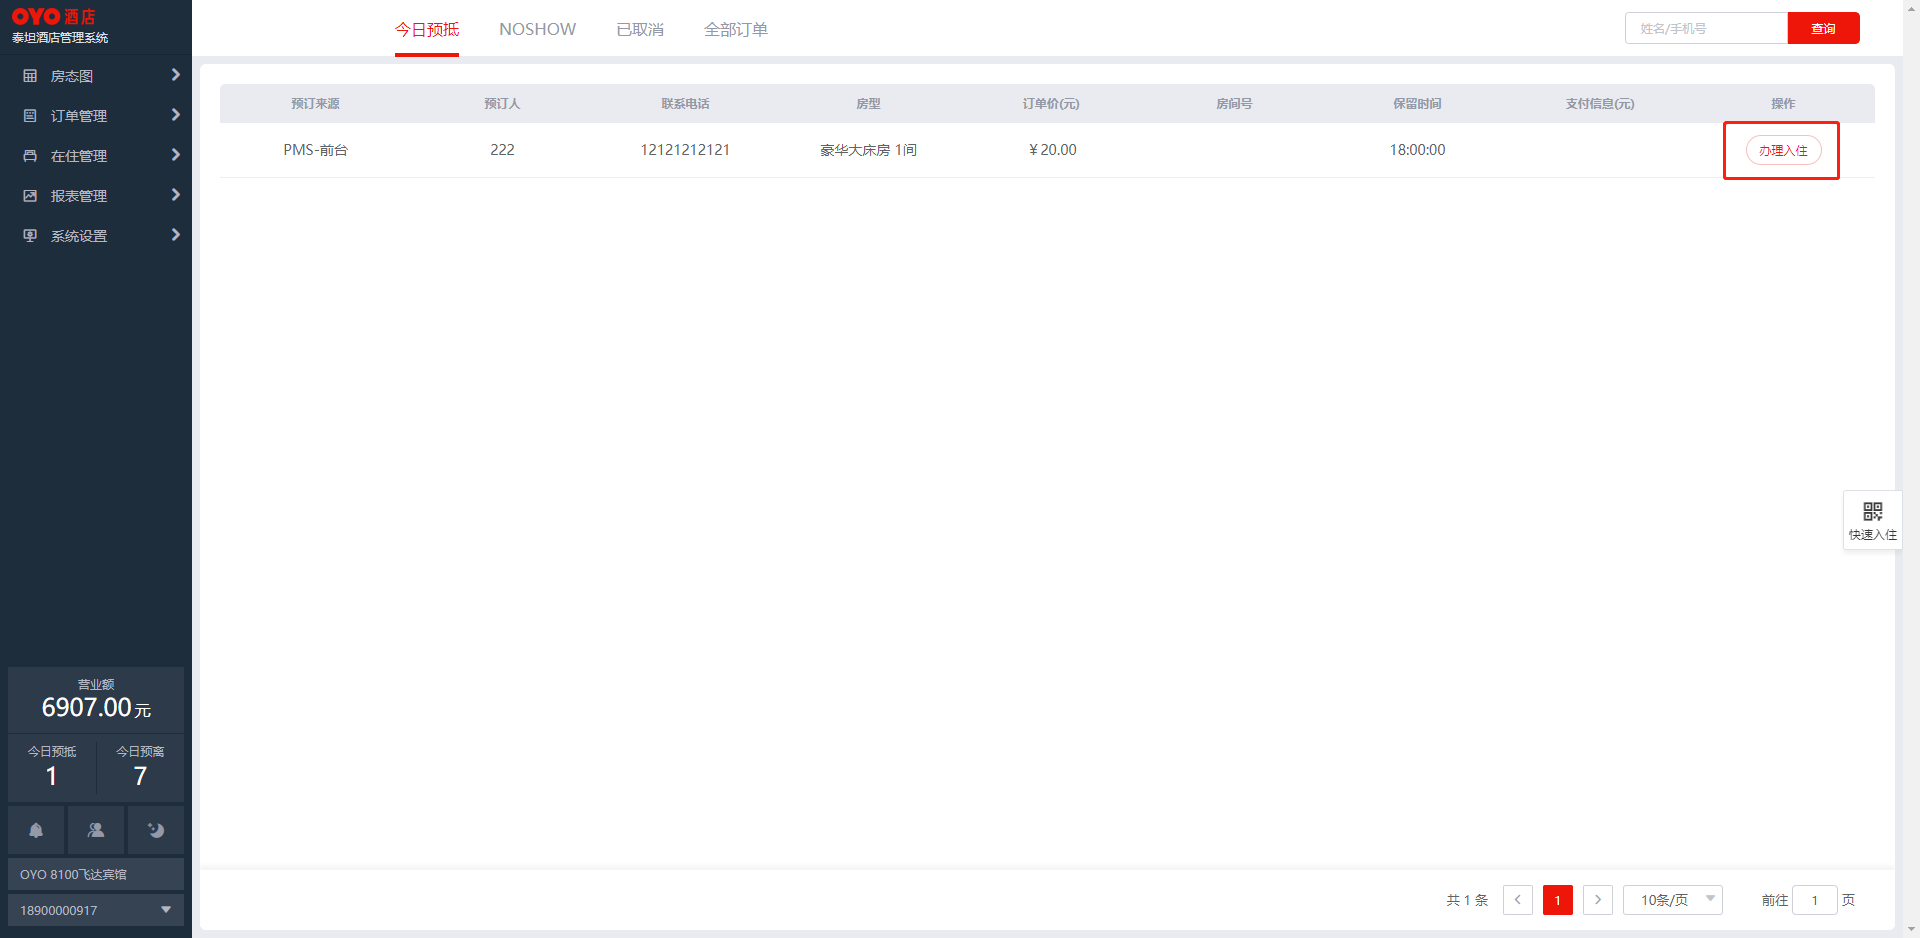 OYO 酒店
泰坦酒店管理系统
房态图
订单管理
在住管理
报表管理
系统设置
营业额
6907.00元
今日预抵 今日预离
1 7
OYO 8100飞达宾馆
18900000917
今日预抵 NOSHOW 已取消 全部订单
姓名/手机号 查询
预订来源 预订人 联系电话 房型 订单价(元) 房间号 保留时间 支付信息(元) 操作
PMS-前台 222 12121212121 豪华大床房 1间 ￥20.00 18:00:00 办理入住
快速入住
共 1 条 1 10条/页 前往 1 页